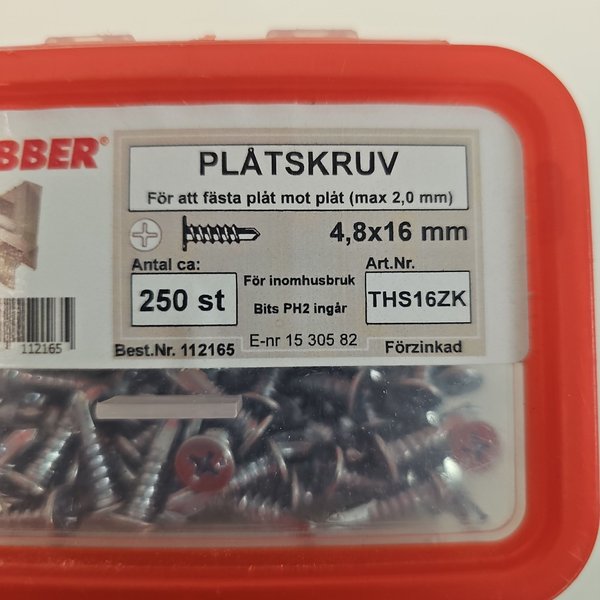 BBER®
PLÅTSKRUV
För att fästa plåt mot plåt (max 2,0 mm)
4,8x16 mm
Antal ca:
250 st
För inomhusbruk
Bits PH2 ingår
Art.Nr.
THS16ZK
Best.Nr. 112165
E-nr 15 305 82
Förzinkad
112165